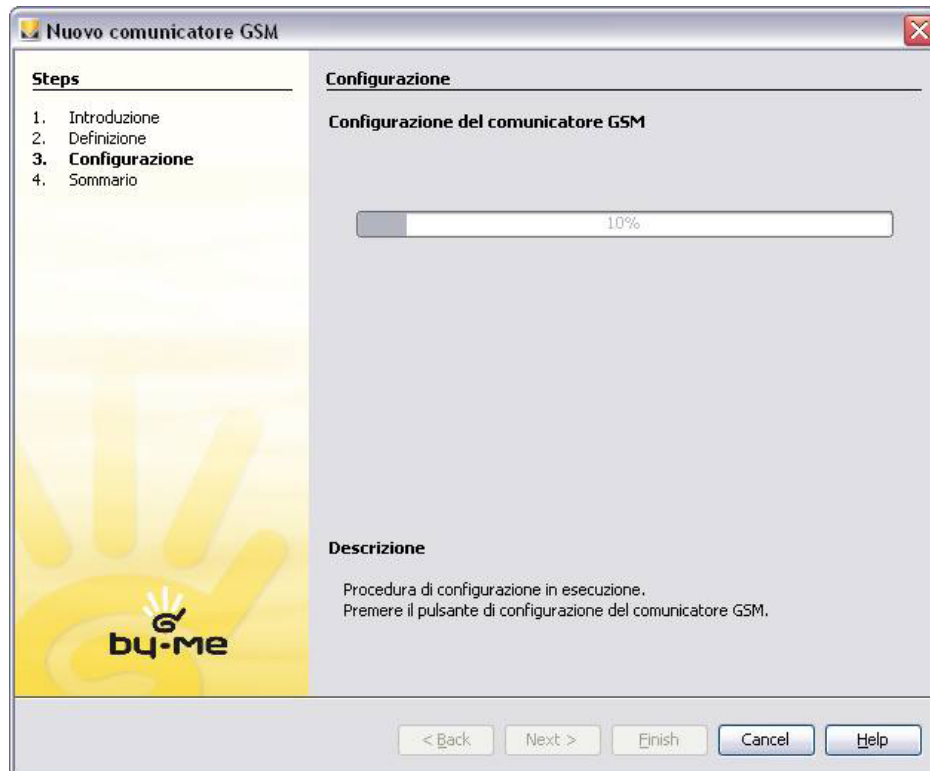 Nuovo comunicatore GSM
Steps
1. Introduzione
2. Definizione
3. Configurazione
4. Sommario
by-me
Configurazione
Configurazione del comunicatore GSM
10%
Descrizione
Procedura di configurazione in esecuzione.
Premere il pulsante di configurazione del comunicatore GSM.
< Back Next > Finish Cancel Help